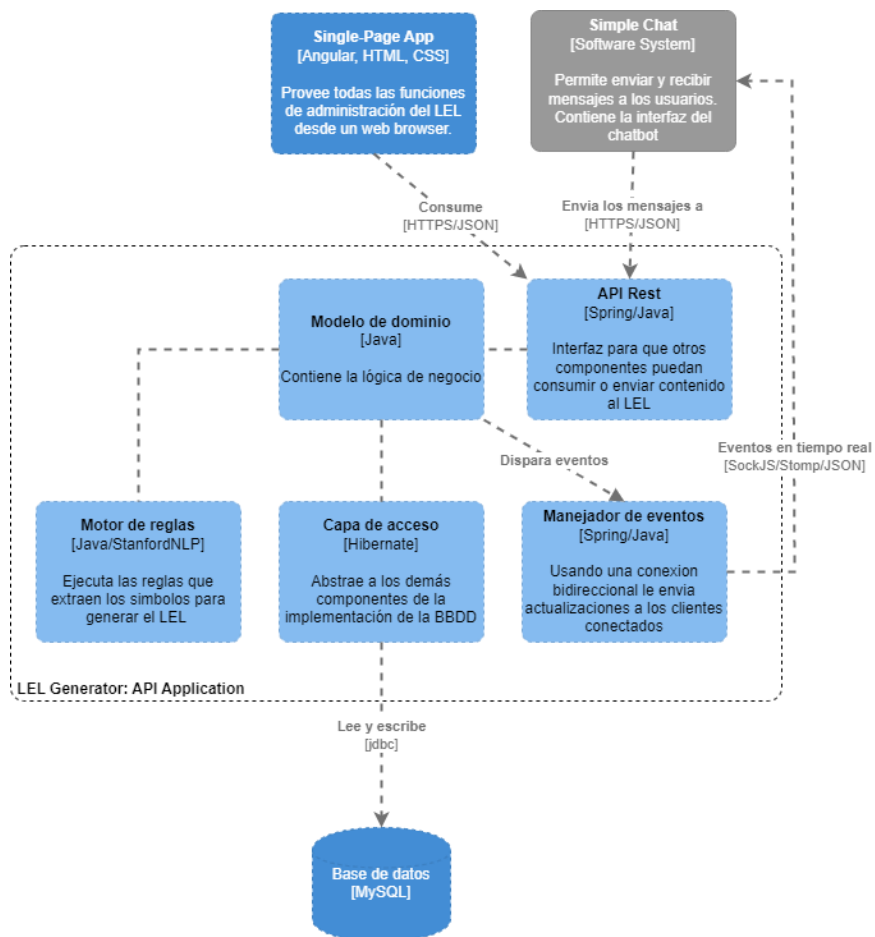 Single-Page App
[Angular, HTML, CSS]
Provee todas las funciones
de administración del LEL
desde un web browser.
Simple Chat
[Software System]
Permite enviar y recibir
mensajes a los usuarios.
Contiene la interfaz del
chatbot
Consume
[HTTPS/JSON]
Envia los mensajes a
[HTTPS/JSON]
Modelo de dominio
[Java]
Contiene la lógica de negocio
API Rest
[Spring/Java]
Interfaz para que otros
componentes puedan
consumir o enviar contenido
al LEL
Dispara eventos
Eventos en tiempo real
[SockJS/Stomp/JSON]
Motor de reglas
[Java/StanfordNLP]
Ejecuta las reglas que
extraen los simbolos para
generar el LEL
Capa de acceso
[Hibernate]
Abstrae a los demás
componentes de la
implementación de la BBDD
Manejador de eventos
[Spring/Java]
Usando una conexion
bidireccional le envia
actualizaciones a los clientes
conectados
LEL Generator: API Application
Lee y escribe
[jdbc]
Base de datos
[MySQL]